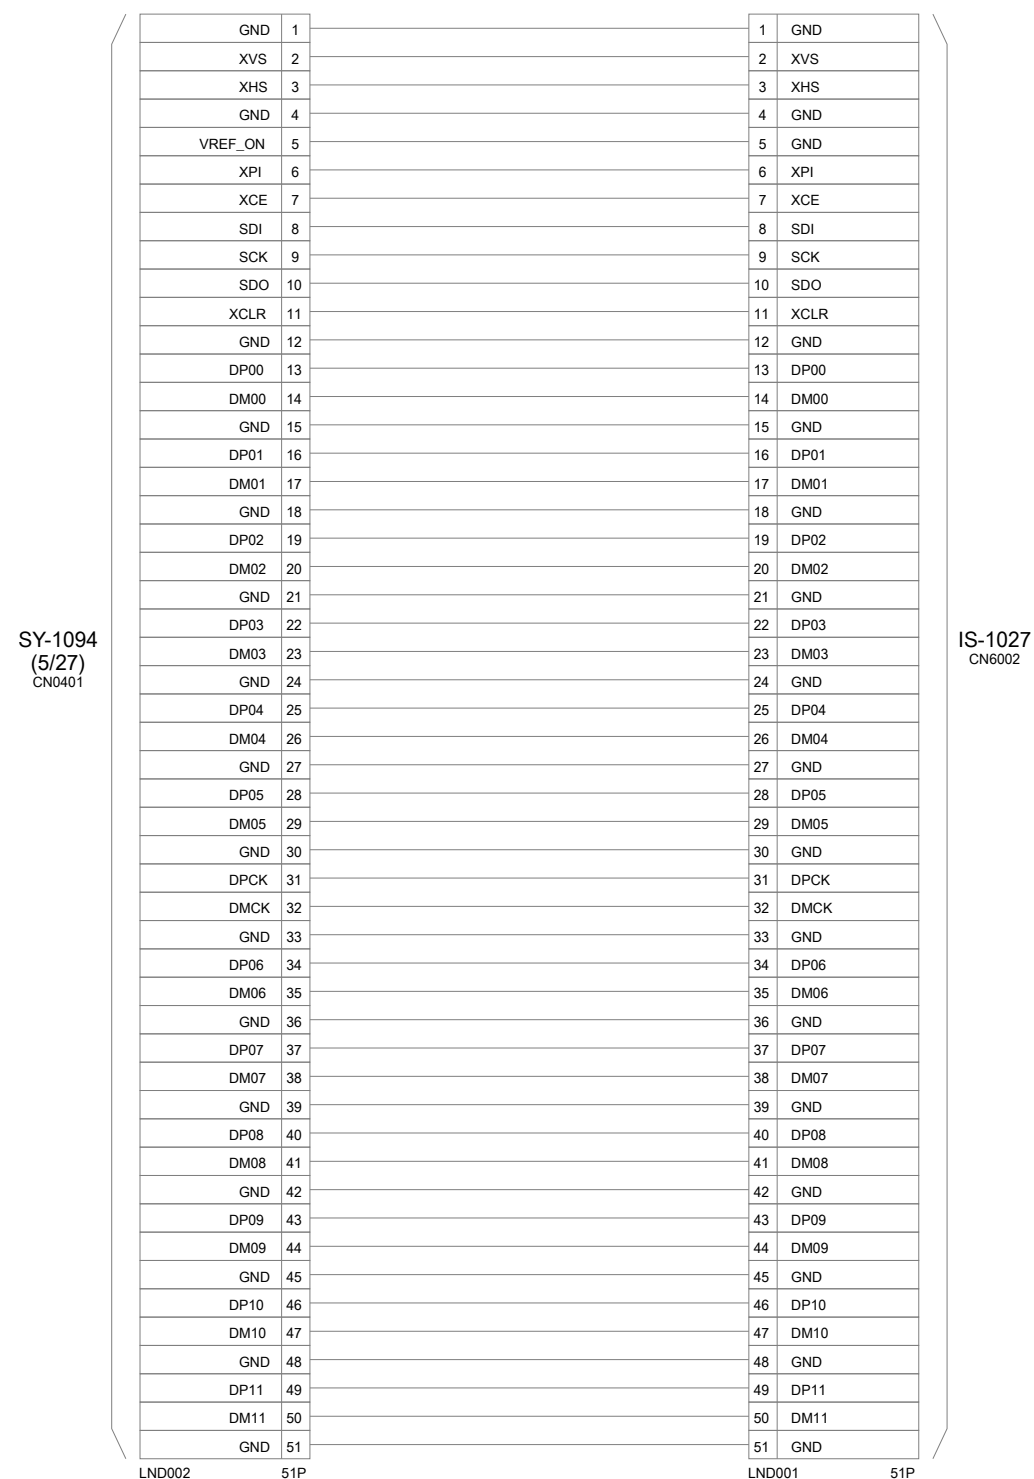 GND 1 1 GND
XVS 2 2 XVS
XHS 3 3 XHS
GND 4 4 GND
VREF_ON 5 5 GND
XPI 6 6 XPI
XCE 7 7 XCE
SDI 8 8 SDI
SCK 9 9 SCK
SDO 10 10 SDO
XCLR 11 11 XCLR
GND 12 12 GND
DP00 13 13 DP00
DM00 14 14 DM00
GND 15 15 GND
DP01 16 16 DP01
DM01 17 17 DM01
GND 18 18 GND
DP02 19 19 DP02
DM02 20 20 DM02
GND 21 21 GND
DP03 22 22 DP03
SY-1094 IS-1027
DM03 23 23 DM03
(5/27) CN6002
CN0401
GND 24 24 GND
DP04 25 25 DP04
DM04 26 26 DM04
GND 27 27 GND
DP05 28 28 DP05
DM05 29 29 DM05
GND 30 30 GND
DPCK 31 31 DPCK
DMCK 32 32 DMCK
GND 33 33 GND
DP06 34 34 DP06
DM06 35 35 DM06
GND 36 36 GND
DP07 37 37 DP07
DM07 38 38 DM07
GND 39 39 GND
DP08 40 40 DP08
DM08 41 41 DM08
GND 42 42 GND
DP09 43 43 DP09
DM09 44 44 DM09
GND 45 45 GND
DP10 46 46 DP10
DM10 47 47 DM10
GND 48 48 GND
DP11 49 49 DP11
DM11 50 50 DM11
GND 51 51 GND
LND002 51P LND001 51P